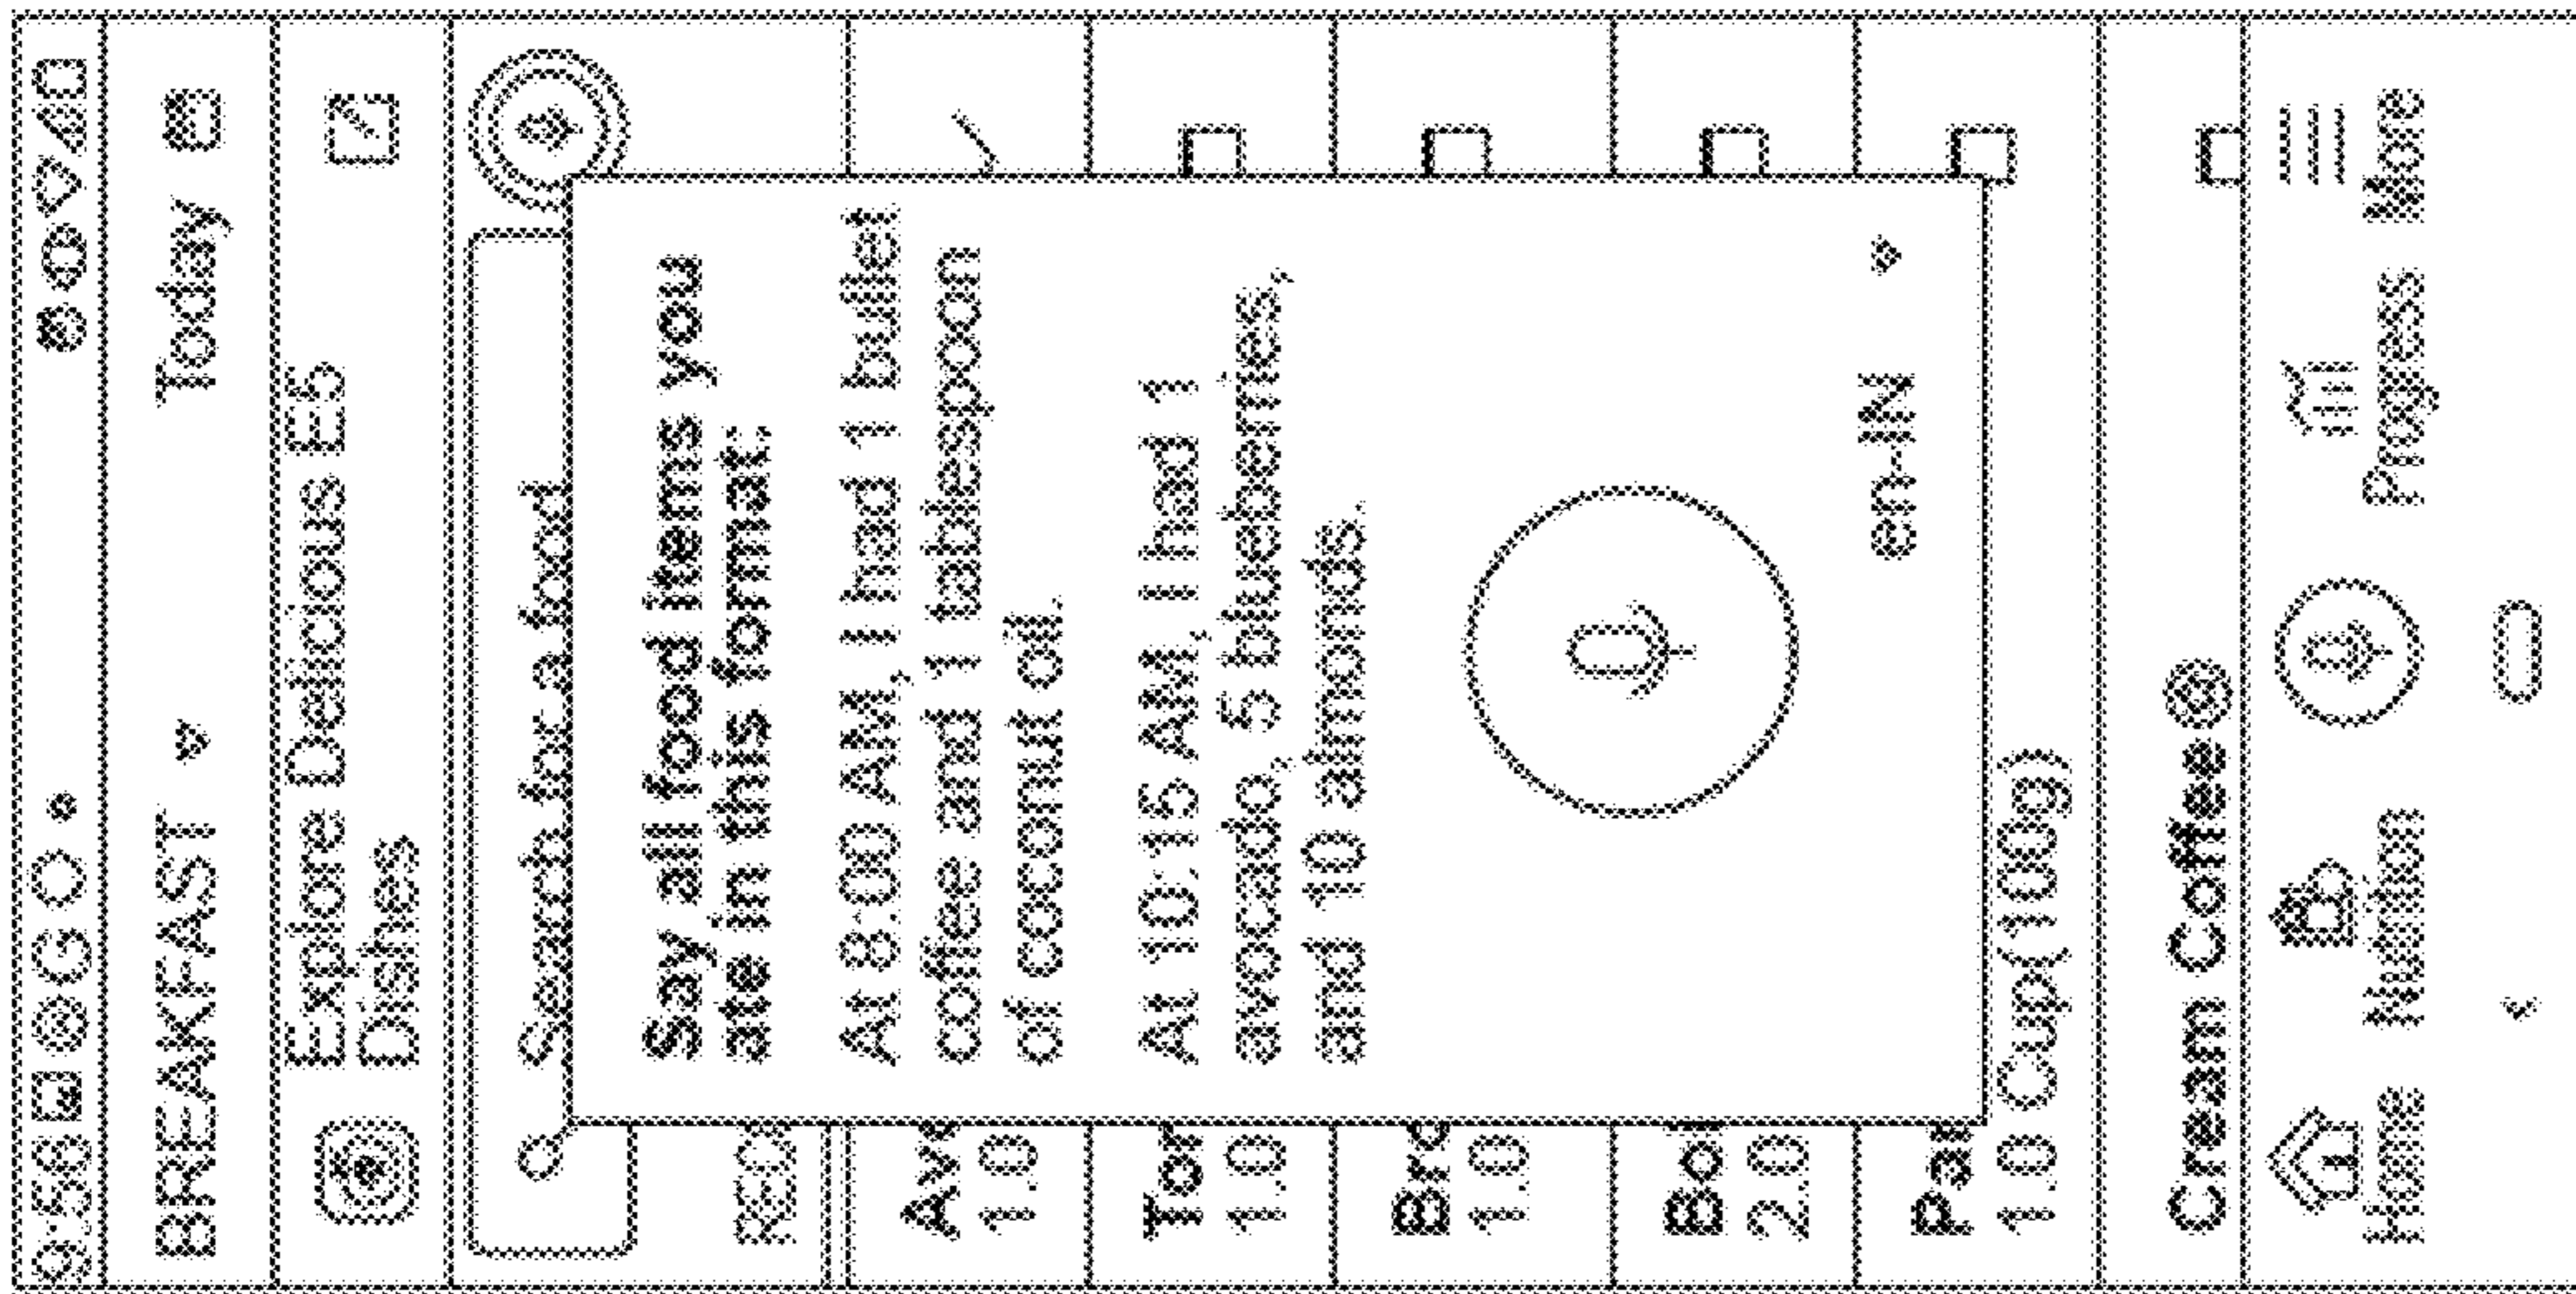 9:58
BREAKFAST Today
Explore Delicious E5
Dishes
Search for a food
Say all food items you
ate in this format:
At 8:00 AM, I had 1 bullet
coffee and 1 tablespoon
of coconut oil.
At 10:15 AM, I had 1
avocado, 5 blueberries,
and 10 almonds.
en-IN
1.0
1.0
1.0
2.0
1.0 Cup(100g)
Cream Coffee@
Home Nutrition Progress More